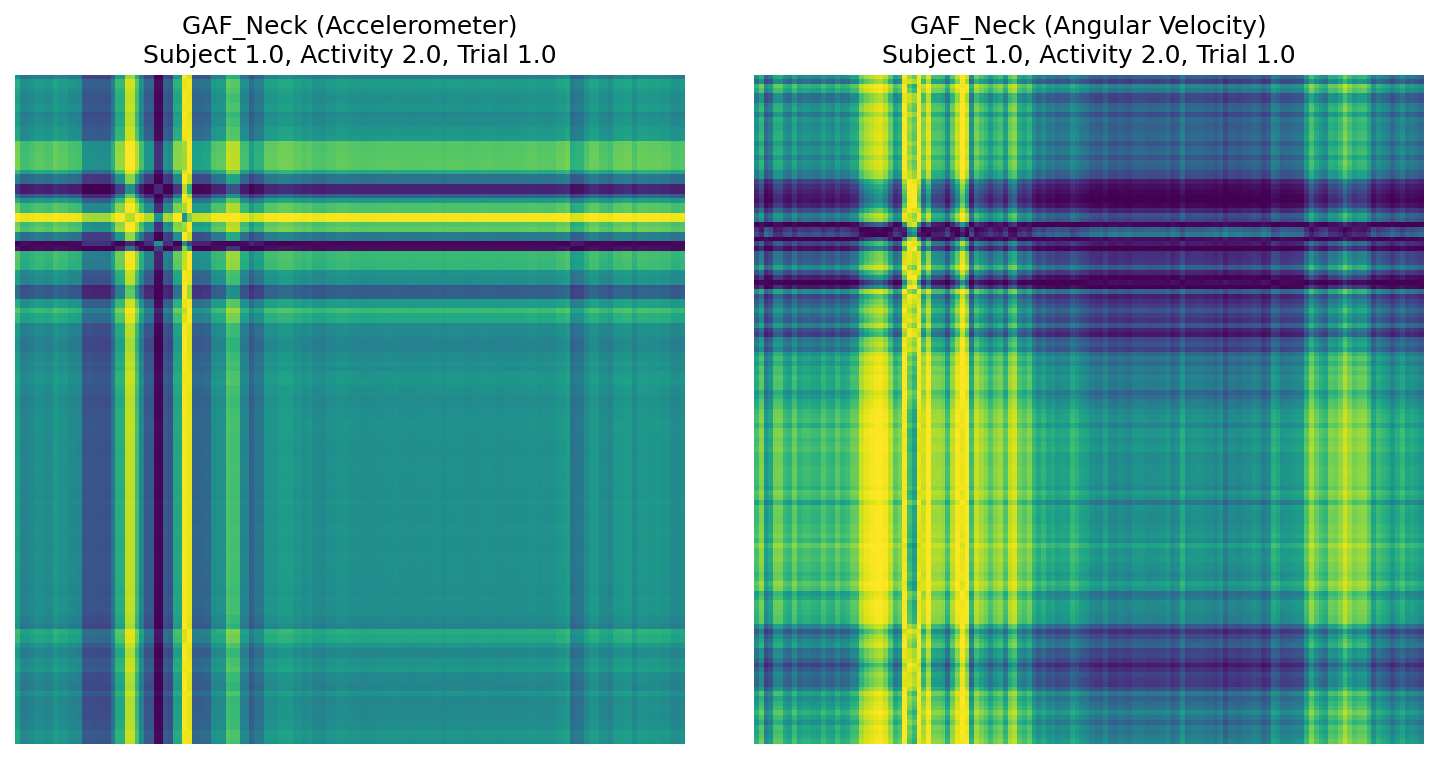 GAF_Neck (Accelerometer)
Subject 1.0, Activity 2.0, Trial 1.0
GAF_Neck (Angular Velocity)
Subject 1.0, Activity 2.0, Trial 1.0